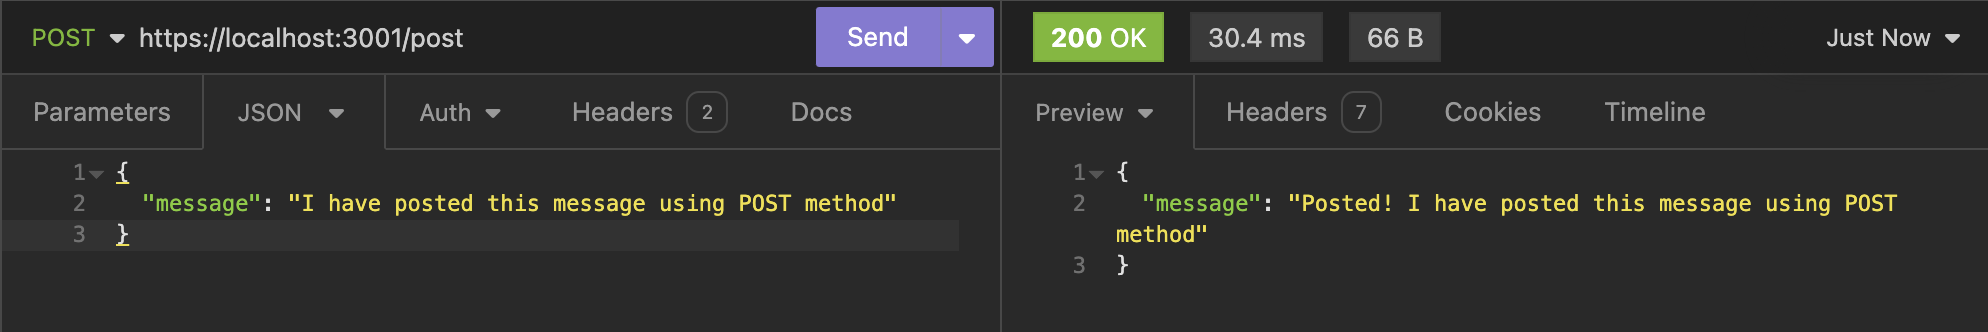 POST https://localhost:3001/post Send 200 OK 30.4 ms 66 B Just Now
Parameters JSON Auth Headers 2 Docs Preview Headers 7 Cookies Timeline
1 {
2 "message": "I have posted this message using POST method"
3 }
1 {
2 "message": "Posted! I have posted this message using POST
method"
3 }